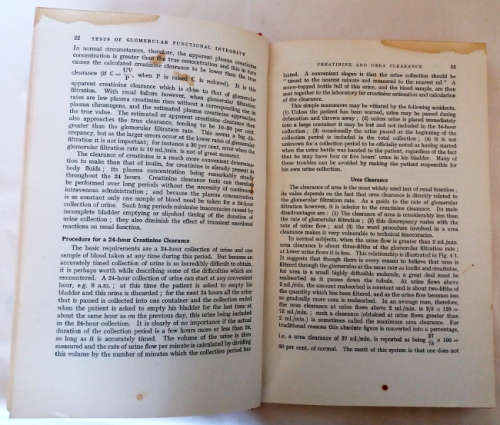 22 TESTS OF GLOMERULAR FUNCTIONAL INTEGRITY
In normal circumstances, therefore, the apparent plasma creatinine
concentration is greater than the true concentration and this in turn
causes the calculated creatinine clearance to be lower than the true
clearance (if C = UV/P, when P is raised C is reduced). It is this
apparent creatinine clearance which is close to that of glomerular
filtration. With renal failure however, when glomerular filtration
rates are low plasma creatinine rises without a corresponding rise in
plasma chromogens, and the estimated plasma creatinine approaches
the true value. The estimated or apparent creatinine clearance thus
also approaches the true clearance, tending to be 10-20 per cent.
greater than the glomerular filtration rate. This seems a big dis-
crepancy, but as the larger errors occur at the lower rates of glomerular
filtration it is not important; for instance a 20 per cent. error when the
glomerular filtration rate is 10 ml./min. is not of great moment.
The clearance of creatinine is a much more convenient determina-
tion to make than that of inulin, for creatinine is already present in
body fluids; its plasma concentration being remarkably steady
throughout the 24 hours. Creatinine clearance tests can therefore
be performed over long periods without the necessity of continuous
intravenous administration; and because the plasma concentration
is so constant only one sample of blood need be taken for a 24-hour
collection of urine. Such long periods minimise inaccuracies caused by
incomplete bladder emptying or slipshod timing of the duration of
urine collection; they also diminish the effect of transient emotional
reactions on renal function.
Procedure for a 24-hour Creatinine Clearance
The basic requirements are a 24-hour collection of urine and one
sample of blood taken at any time during this period. But because an
accurately timed collection of urine is so incredibly difficult to obtain,
it is perhaps worth while describing some of the difficulties which are
encountered. A 24-hour collection of urine can start at any convenient
hour, e.g. 9 a.m.; at this time the patient is asked to empty his
bladder and this urine is discarded; for the next 24 hours all the urine
that is passed is collected into one container and the collection ended
when the patient is asked to empty his bladder for the last time at
about the same hour as on the previous day, this urine being included
in the 24-hour collection. It is clearly of no importance if the actual
duration of the collection period is a few hours more or less than 24,
so long as it is accurately timed. The volume of the urine is then
measured and the rate of urine flow per minute is calculated by dividing
this volume by the number of minutes which the collection period has
CREATININE AND UREA CLEARANCE 23
lasted. A convenient slogan is that the urine collection should be
" timed to the nearest minute and measured to the nearest ml." A
screw-topped bottle full of this urine, and the blood sample, are then
sent together to the laboratory for creatinine estimation and calculation
of the clearance.
This simple manœuvre may be vitiated by the following accidents.
(1) Unless the patient has been warned, urine may be passed during
defæcation and thrown away; (2) unless urine is passed immediately
into a large container it may be lost and not included in the 24-hour
collection; (3) occasionally the urine passed at the beginning of the
collection period is included in the total collection; (4) it is not
unknown for a collection period to be officially noted as having started
when the urine bottle was handed to the patient, regardless of the fact
that he may have four or five hours' urine in his bladder. Many of
these troubles can be avoided by making the patient responsible for
his own urine collection.
Urea Clearance
The clearance of urea is the most widely used test of renal function;
its value depends on the fact that urea clearance is directly related to
the glomerular filtration rate. As a guide to the rate of glomerular
filtration, however, it is inferior to the creatinine clearance. Its main
disadvantages are: (1) the clearance of urea is considerably less than
the rate of glomerular filtration; (2) this discrepancy varies with the
rate of urine flow; and (3) the usual procedure involved in a urea
clearance makes it very vulnerable to technical inaccuracies.
In normal subjects, when the urine flow is greater than 2 ml./min.
urea clearance is about three-fifths of the glomerular filtration rate;
at lower urine flows it is less. This relationship is illustrated in Fig. 4.1.
It suggests that though there is every reason to believe that urea is
filtered through the glomerulus at the same rate as inulin and creatinine,
for urea is a small highly diffusible molecule, a great deal must be
reabsorbed as it passes down the tubule. At urine flows above
2 ml./min. the amount reabsorbed is constant and is about two-fifths of
the quantity which has been filtered, and as the urine flow becomes less
so gradually more urea is reabsorbed. In an average man, therefore,
the urea clearance at urine flows above 2 ml./min. is 3/5 × 120 =
72 ml./min.; such a clearance (obtained at urine flows greater than
2 ml./min.) is sometimes called the maximum urea clearance. For
traditional reasons this absolute figure is converted into a percentage,
i.e. a urea clearance of 37 ml./min. is reported as being 37/75 × 100 =
50 per cent. of normal. The merit of this system is that one does not